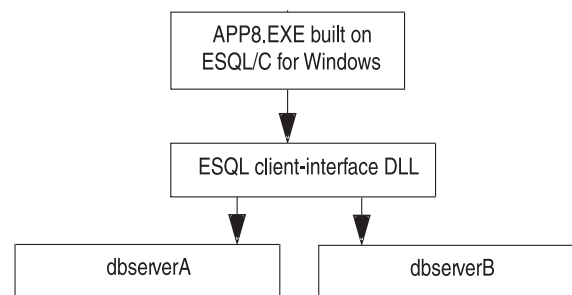 APP8.EXE built on
ESQL/C for Windows
ESQL client-interface DLL
dbserverA
dbserverB